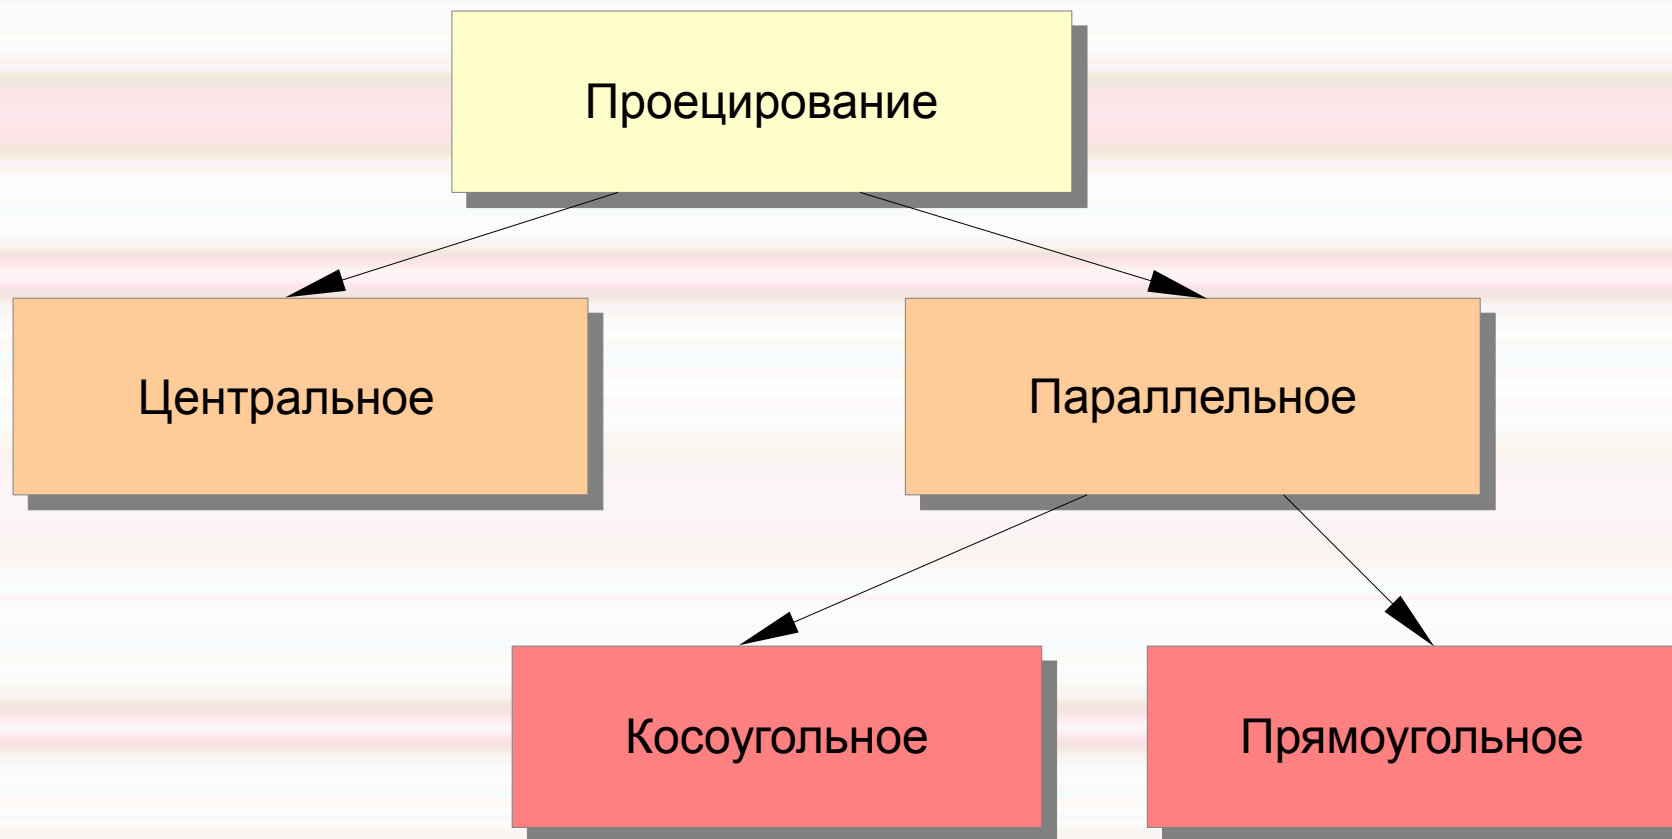 Проецирование
Центральное
Параллельное
Косоугольное
Прямоугольное